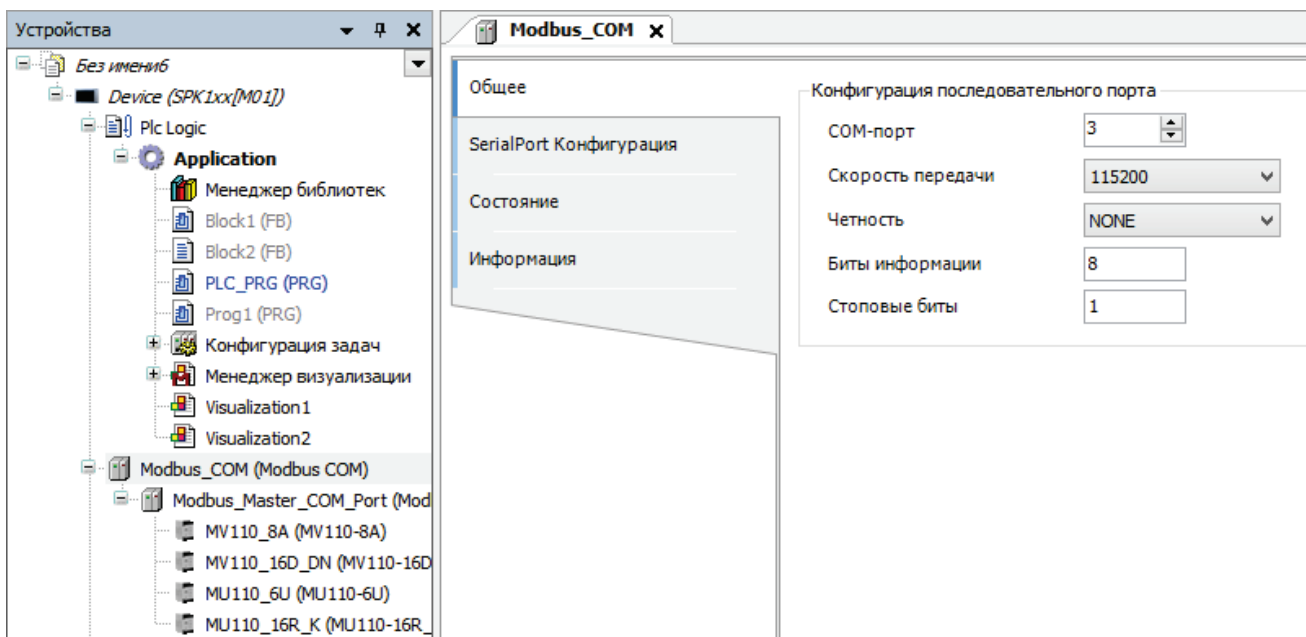 Устройства
Без имени6
Device (SPK1xx[M01])
Plc Logic
Application
Менеджер библиотек
Block1 (FB)
Block2 (FB)
PLC_PRG (PRG)
Prog1 (PRG)
Конфигурация задач
Менеджер визуализации
Visualization1
Visualization2
Modbus_COM (Modbus COM)
Modbus_Master_COM_Port (Mod
MV110_8A (MV110-8A)
MV110_16D_DN (MV110-16D
MU110_6U (MU110-6U)
MU110_16R_K (MU110-16R_
Modbus_COM
Общее
SerialPort Конфигурация
Состояние
Информация
Конфигурация последовательного порта
COM-порт 3
Скорость передачи 115200
Четность NONE
Биты информации 8
Стоповые биты 1